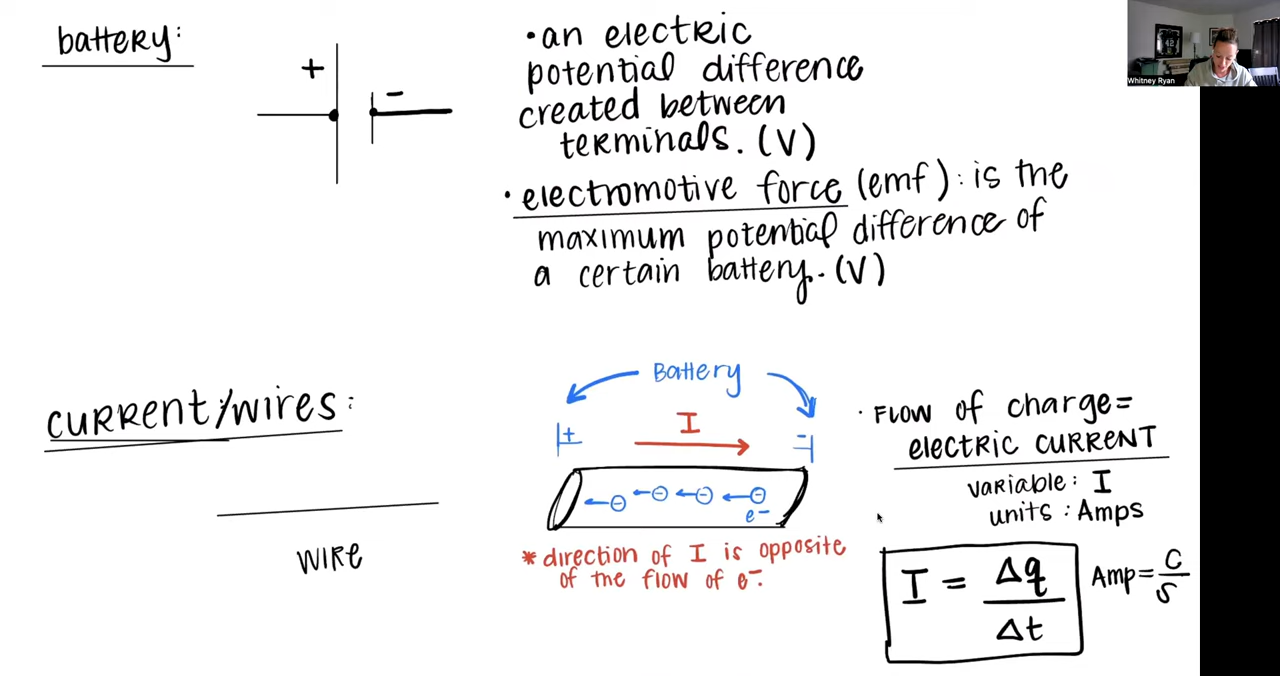 battery:
+
-
• an electric
potential difference
created between
terminals. (V)
• electromotive force (emf): is the
maximum potential difference of
a certain battery. (V)
Whitney Ryan
current/wires:
wire
Battery
+
I
-
e⁻
* direction of I is opposite
of the flow of e⁻.
• Flow of charge =
electric current
variable: I
units: Amps
I = Δq
Δt
Amp = C
s